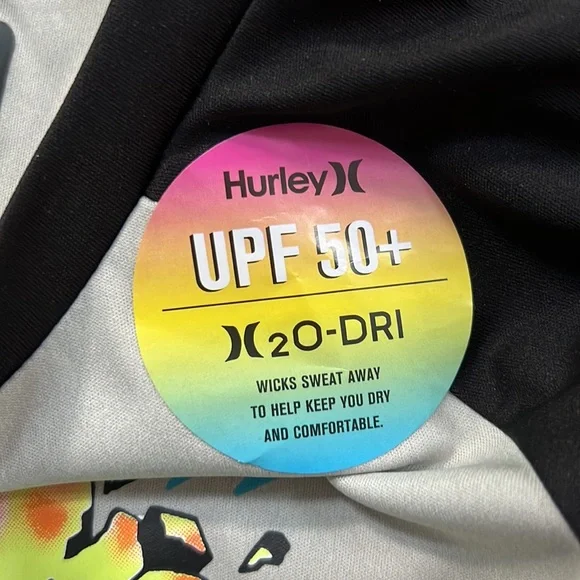 Hurley
UPF 50+
H2O-DRI
WICKS SWEAT AWAY
TO HELP KEEP YOU DRY
AND COMFORTABLE.